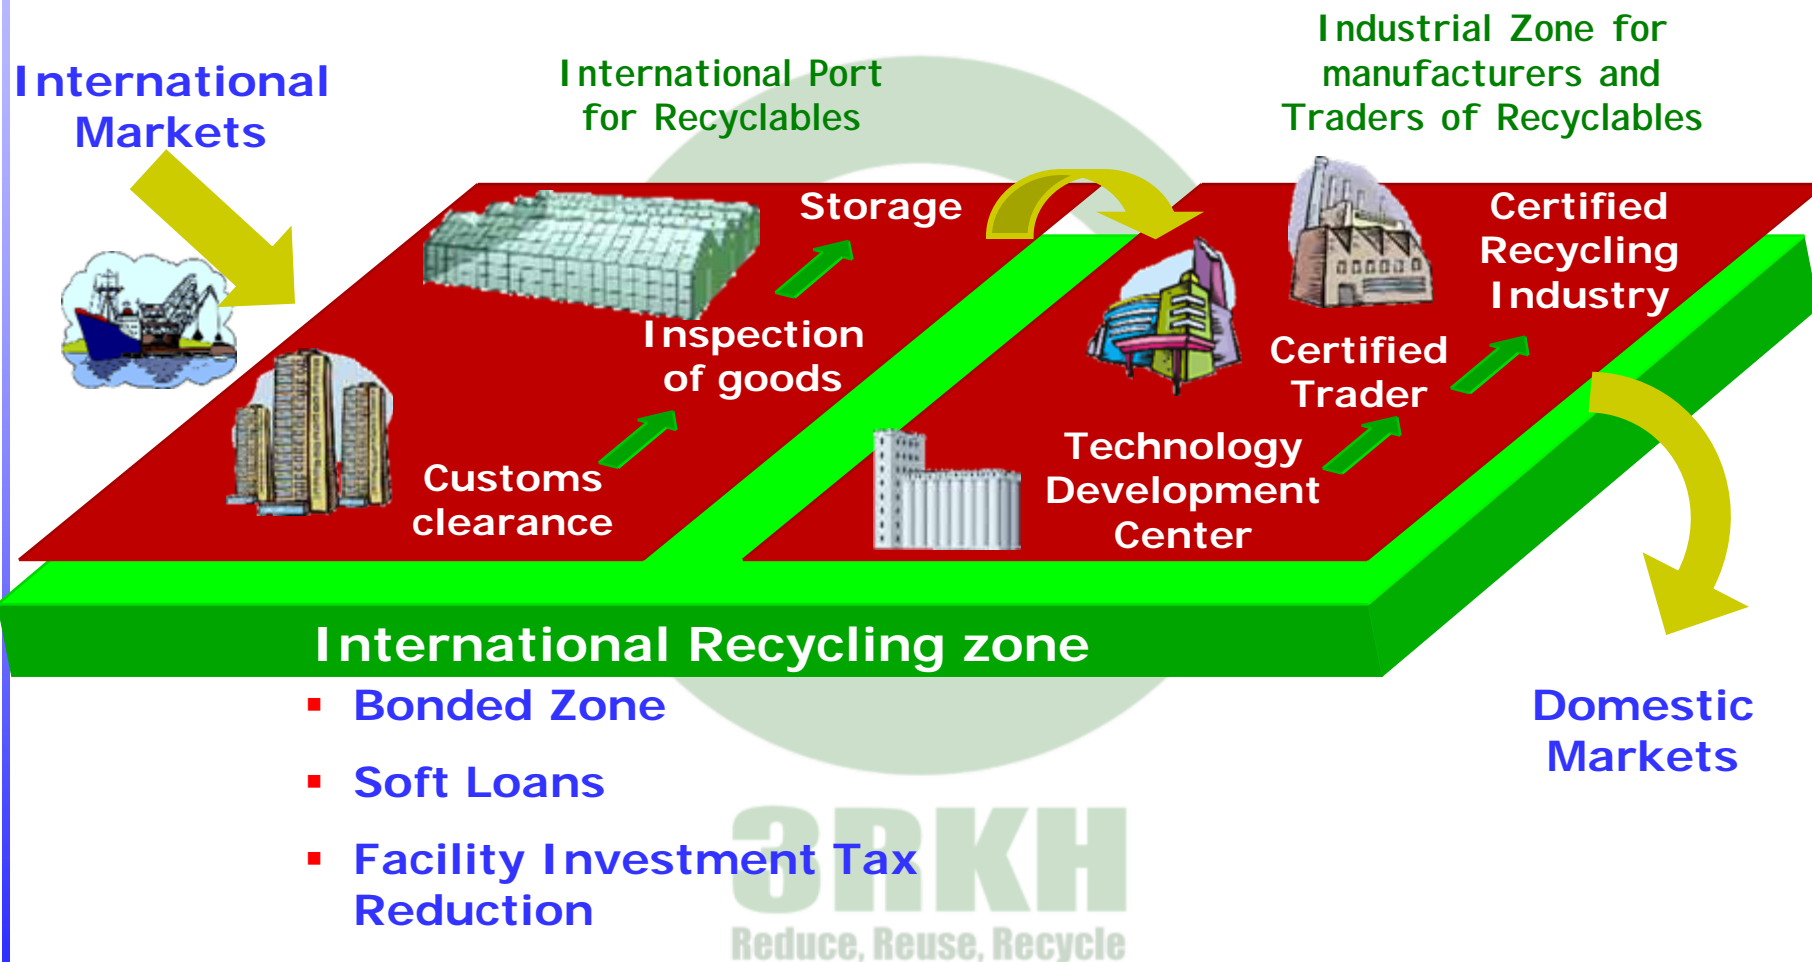 International
Markets
International Port
for Recyclables
Industrial Zone for
manufacturers and
Traders of Recyclables
Storage
Inspection
of goods
Customs
clearance
Certified
Recycling
Industry
Certified
Trader
Technology
Development
Center
International Recycling zone
Domestic
Markets
▪ Bonded Zone
▪ Soft Loans
▪ Facility Investment Tax
Reduction
3RKH
Reduce, Reuse, Recycle